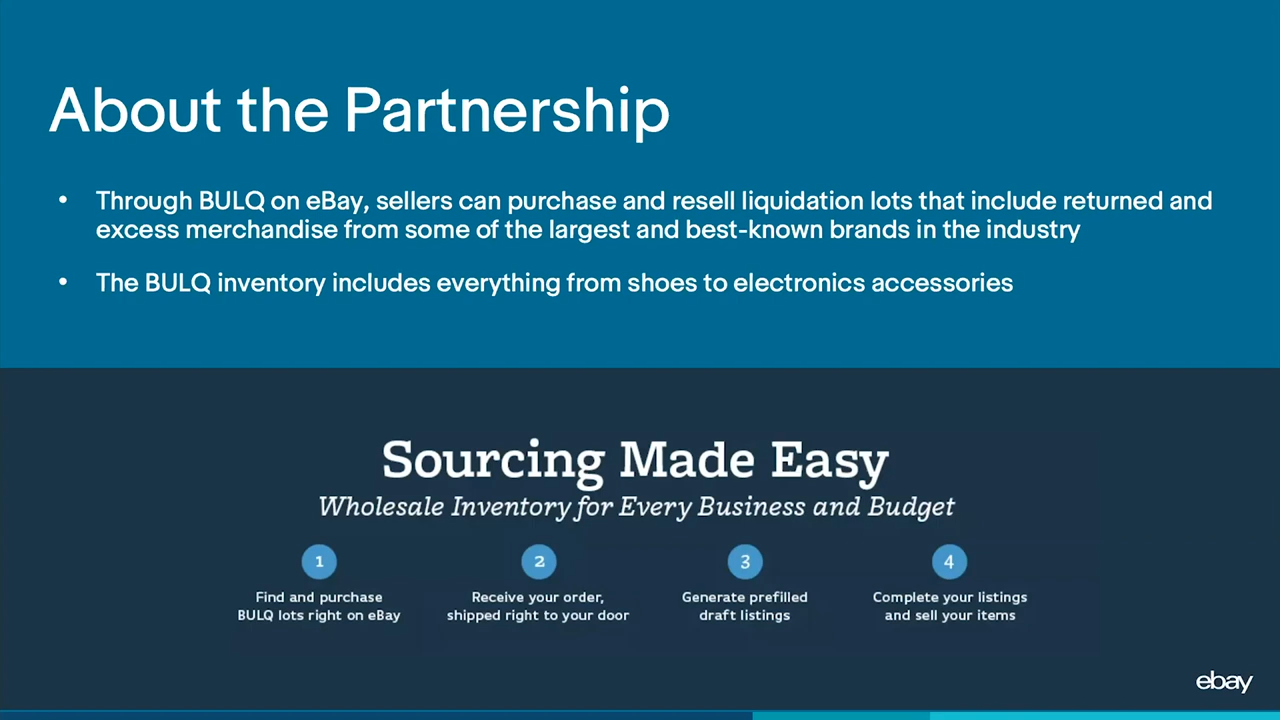 About the Partnership
• Through BULQ on eBay, sellers can purchase and resell liquidation lots that include returned and
excess merchandise from some of the largest and best-known brands in the industry
• The BULQ inventory includes everything from shoes to electronics accessories
Sourcing Made Easy
Wholesale Inventory for Every Business and Budget
1
Find and purchase
BULQ lots right on eBay
2
Receive your order,
shipped right to your door
3
Generate prefilled
draft listings
4
Complete your listings
and sell your items
ebay